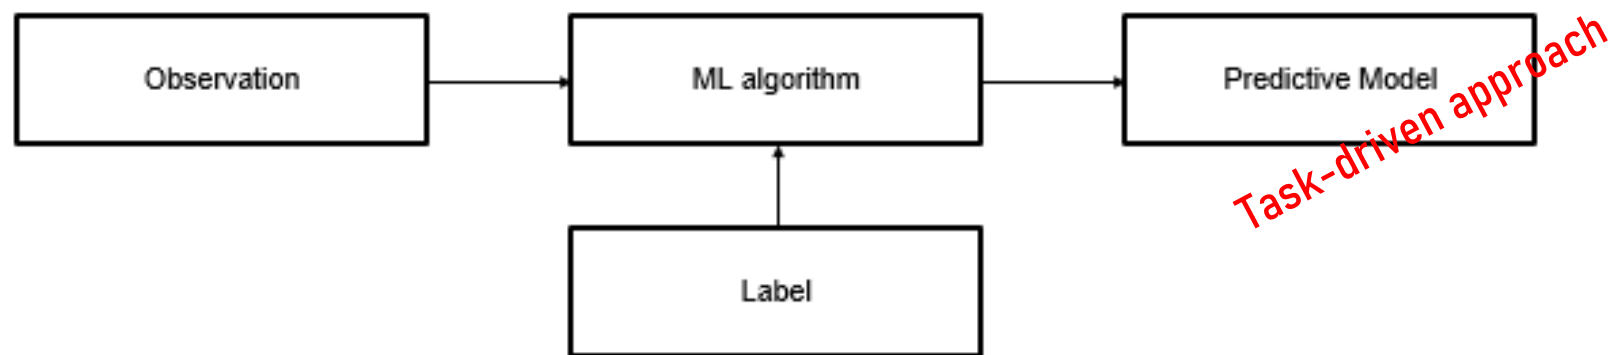 Observation
ML algorithm
Predictive Model
Task-driven approach
Label